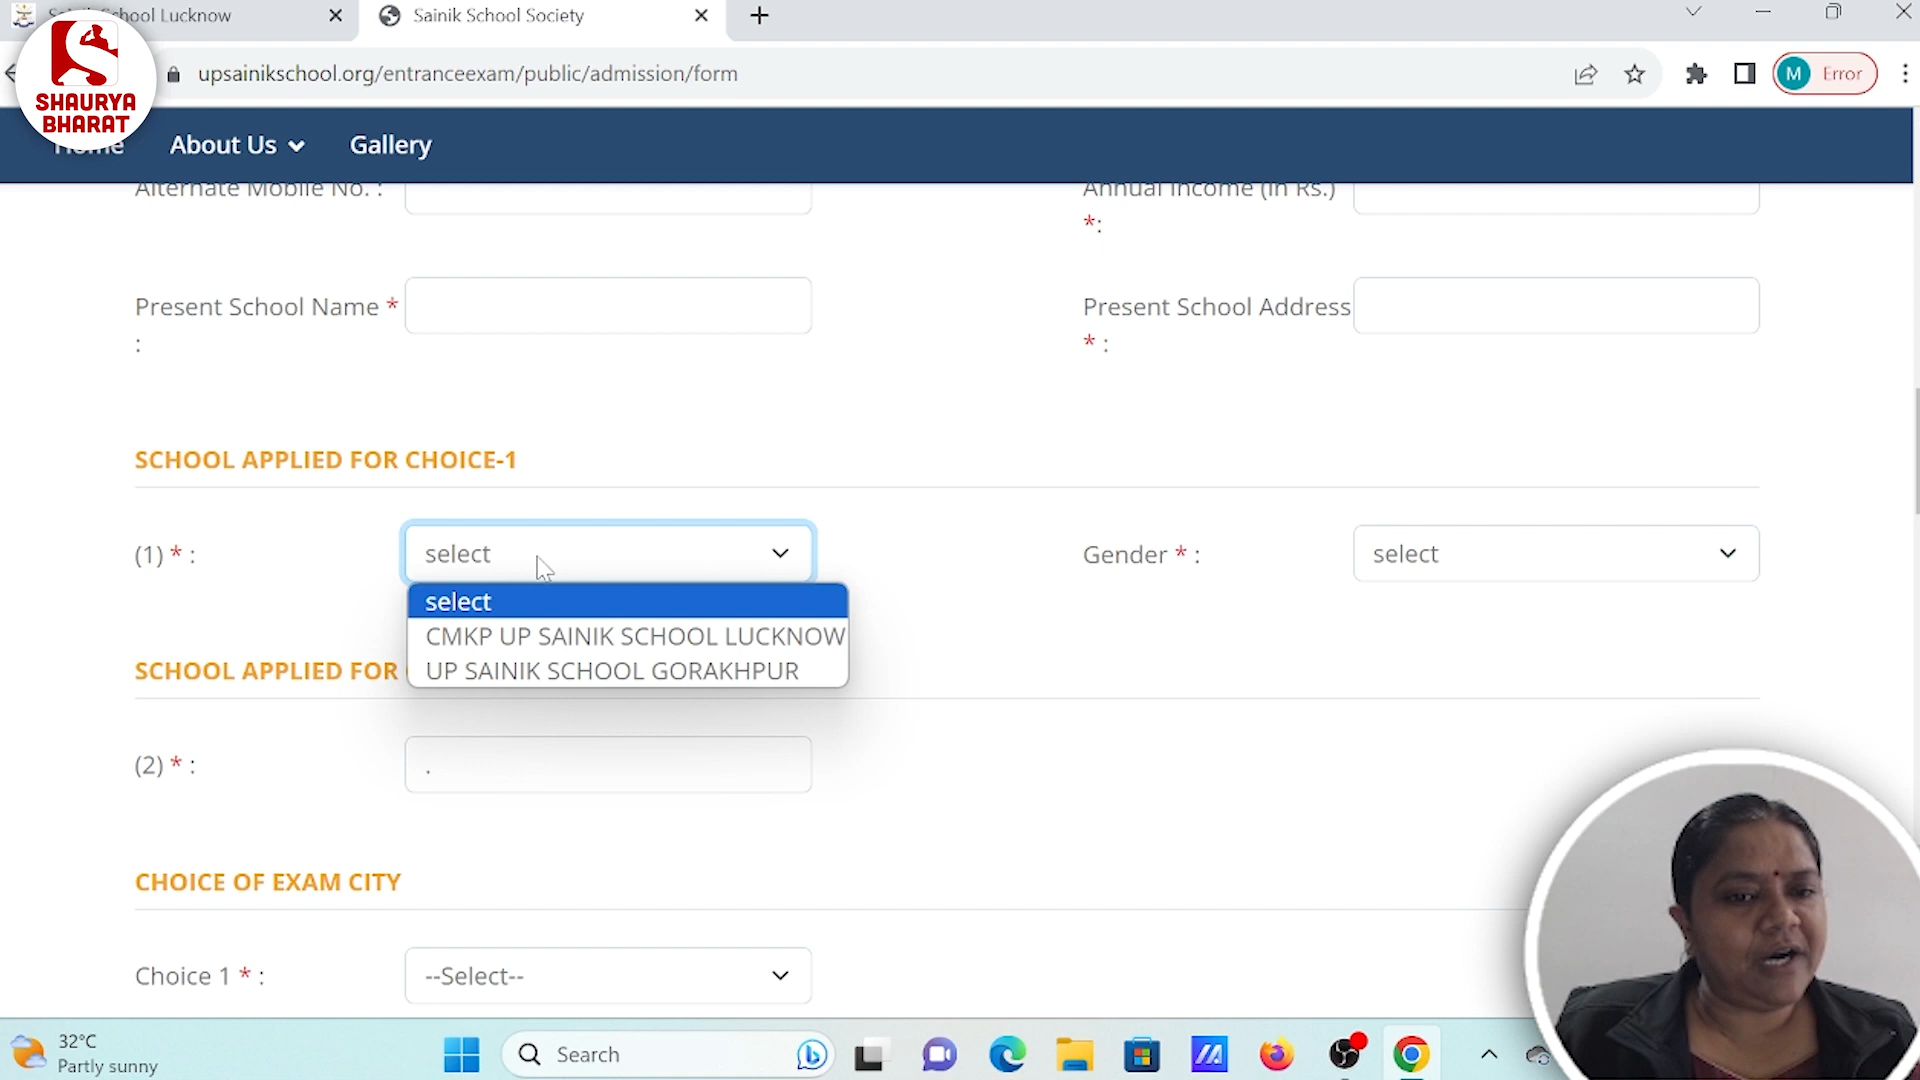 School Lucknow
Sainik School Society
upsainikschool.org/entranceexam/public/admission/form
M Error
SHAURYA
BHARAT
Home
About Us
Gallery
Alternate Mobile No. :
Annual Income (In Rs.)
*:
Present School Name *
:
Present School Address
* :
SCHOOL APPLIED FOR CHOICE-1
(1) * :
select
Gender * :
select
select
CMKP UP SAINIK SCHOOL LUCKNOW
UP SAINIK SCHOOL GORAKHPUR
SCHOOL APPLIED FOR
(2) * :
.
CHOICE OF EXAM CITY
Choice 1 * :
--Select--
32°C
Partly sunny
Search